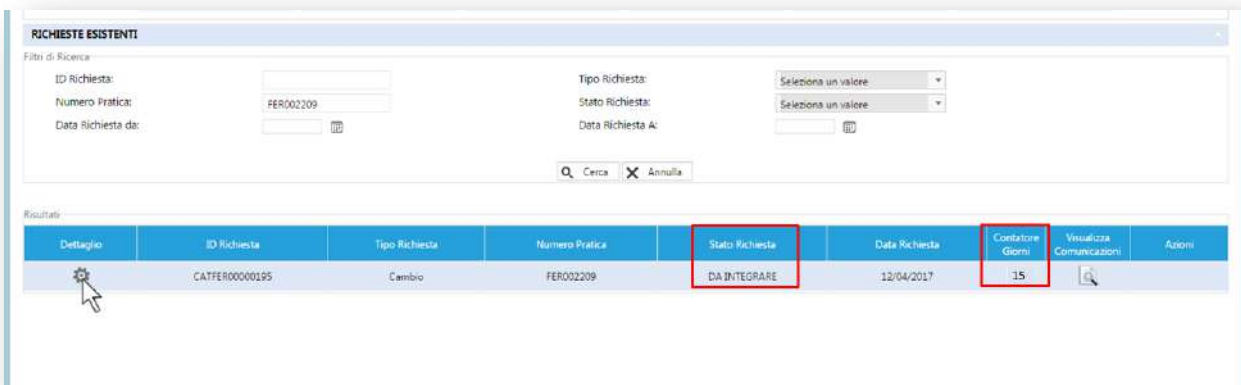 RICHIESTE ESISTENTI
Filtri di Ricerca
ID Richiesta: Tipo Richiesta: Seleziona un valore
Numero Pratica: FER002209 Stato Richiesta: Seleziona un valore
Data Richiesta da: Data Richiesta A:
Cerca Annulla
Risultati
Dettaglio ID Richiesta Tipo Richiesta Numero Pratica Stato Richiesta Data Richiesta Contatore Giorni Visualizza Comunicazioni Azioni
CATFER00000195 Cambio FER002209 DA INTEGRARE 12/04/2017 15